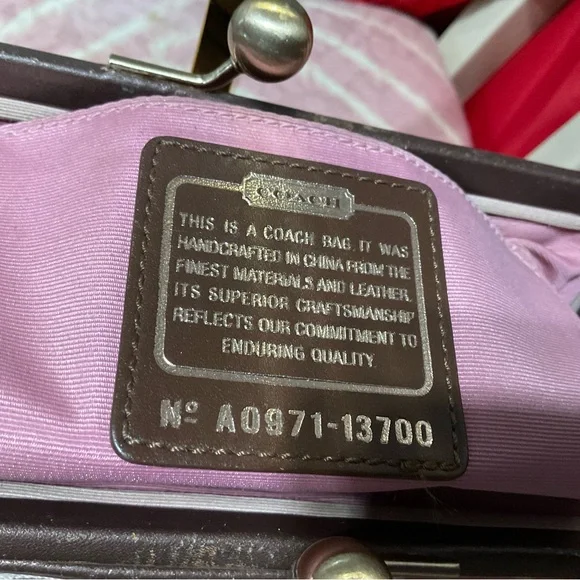 COACH
THIS IS A COACH BAG. IT WAS
HANDCRAFTED IN CHINA FROM THE
FINEST MATERIALS AND LEATHER.
ITS SUPERIOR CRAFTSMANSHIP
REFLECTS OUR COMMITMENT TO
ENDURING QUALITY.
Nº A0971-13700